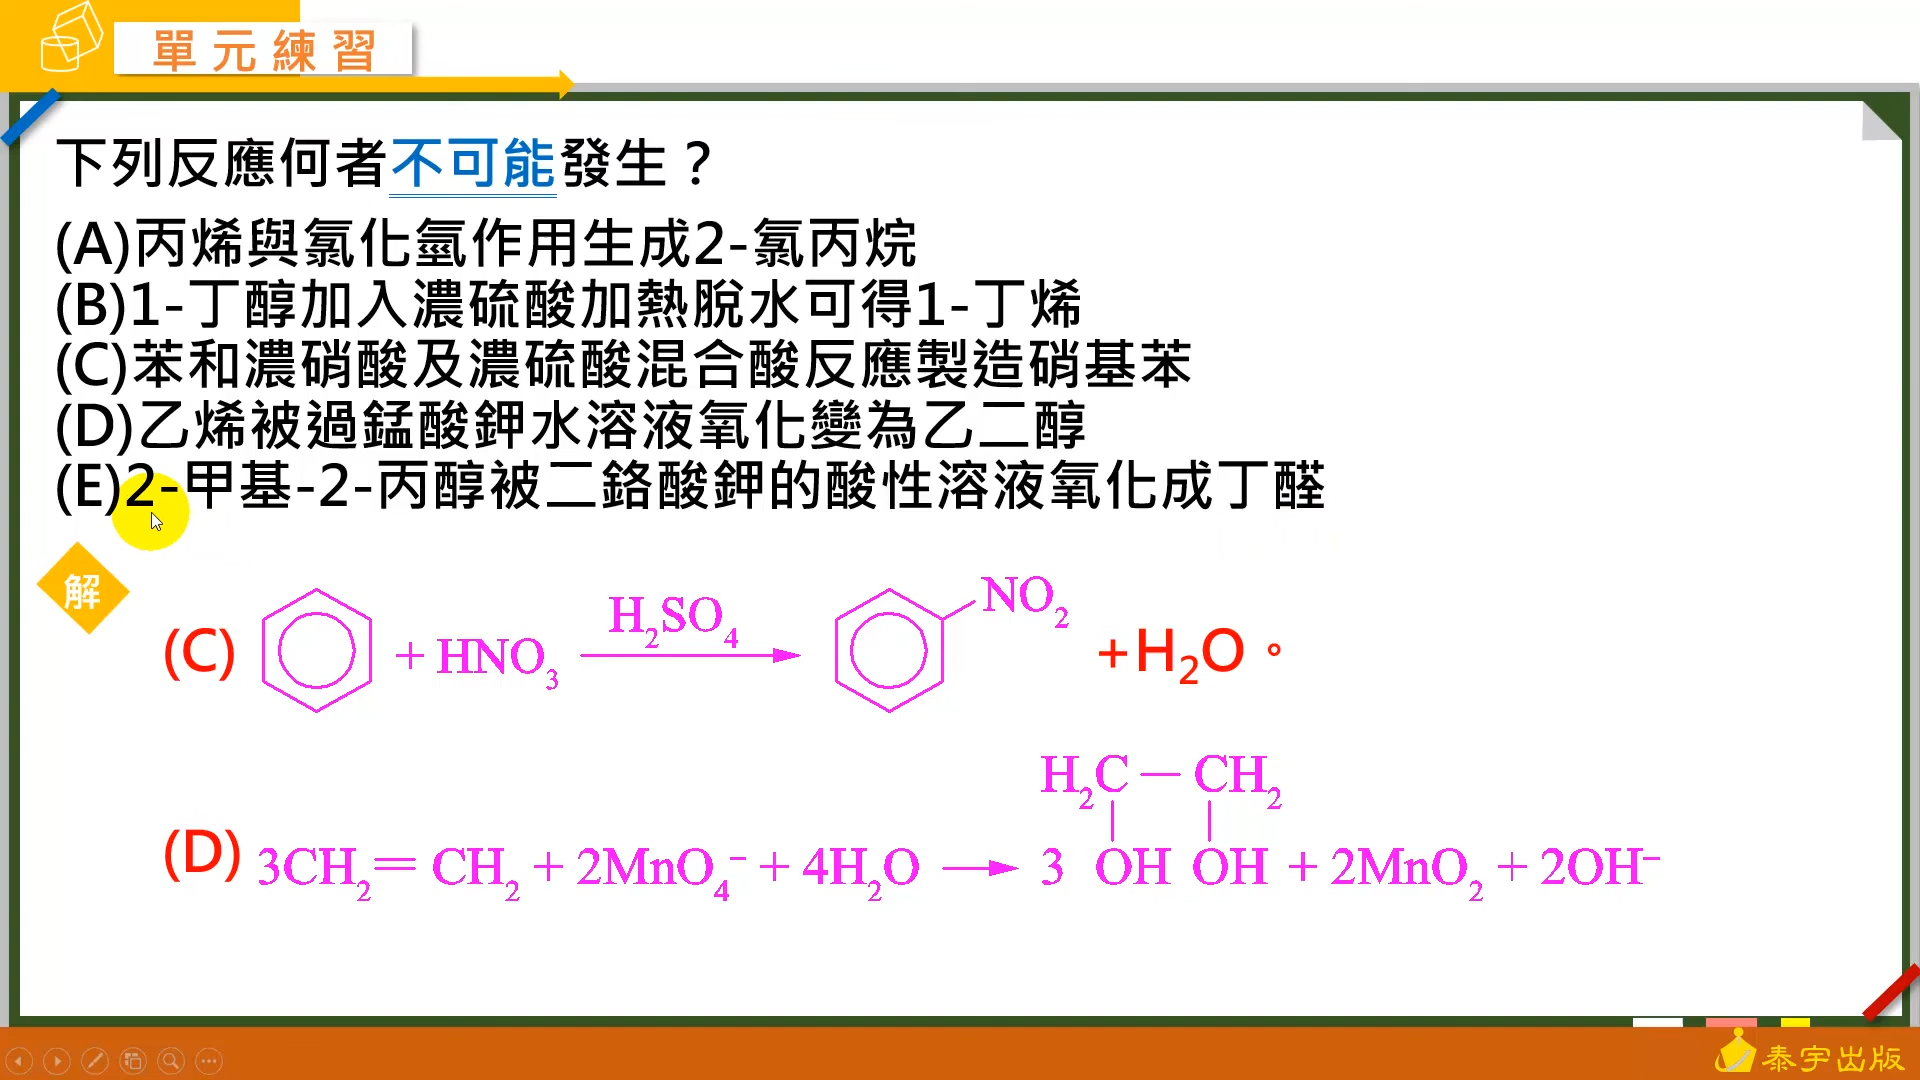 單元練習
下列反應何者不可能發生？
(A)丙烯與氯化氫作用生成2-氯丙烷
(B)1-丁醇加入濃硫酸加熱脫水可得1-丁烯
(C)苯和濃硝酸及濃硫酸混合酸反應製造硝基苯
(D)乙烯被過錳酸鉀水溶液氧化變為乙二醇
(E)2-甲基-2-丙醇被二鉻酸鉀的酸性溶液氧化成丁醛
解
(C) + HNO₃ H₂SO₄ NO₂ +H₂O。
H₂C — CH₂
(D) 3CH₂= CH₂ + 2MnO₄⁻ + 4H₂O ⟶ 3 OH OH + 2MnO₂ + 2OH⁻
泰宇出版